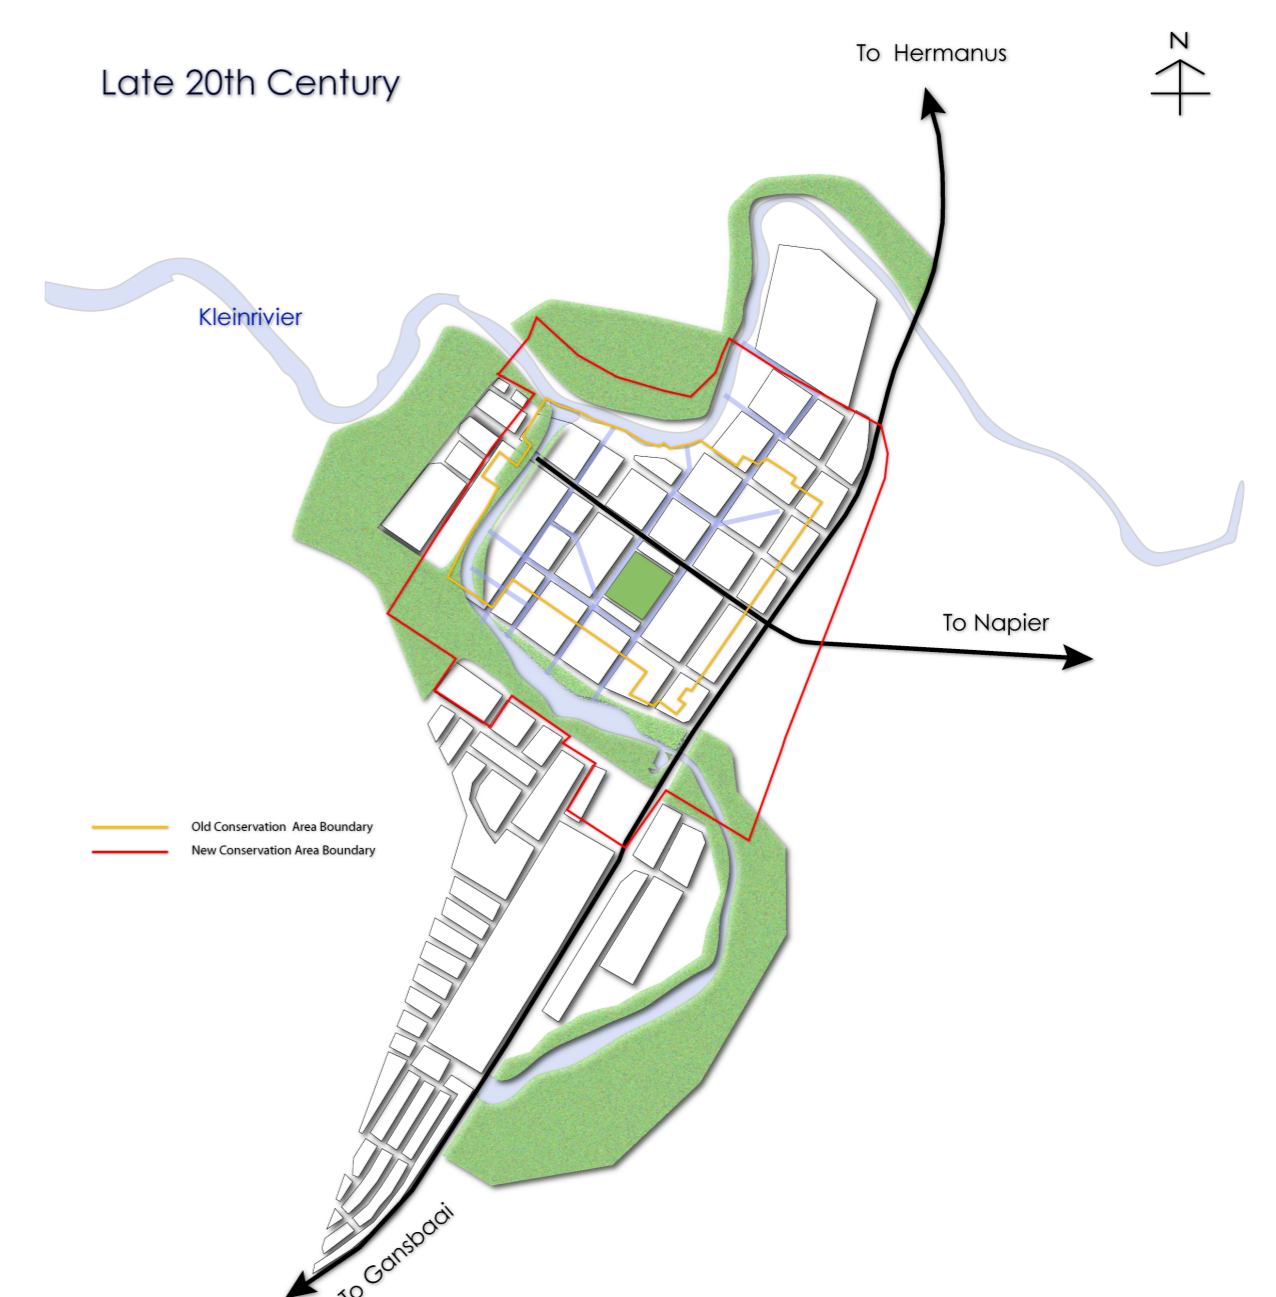 To Hermanus
N
Late 20th Century
Kleinrivier
To Napier
Old Conservation Area Boundary
New Conservation Area Boundary
To Gansbaai